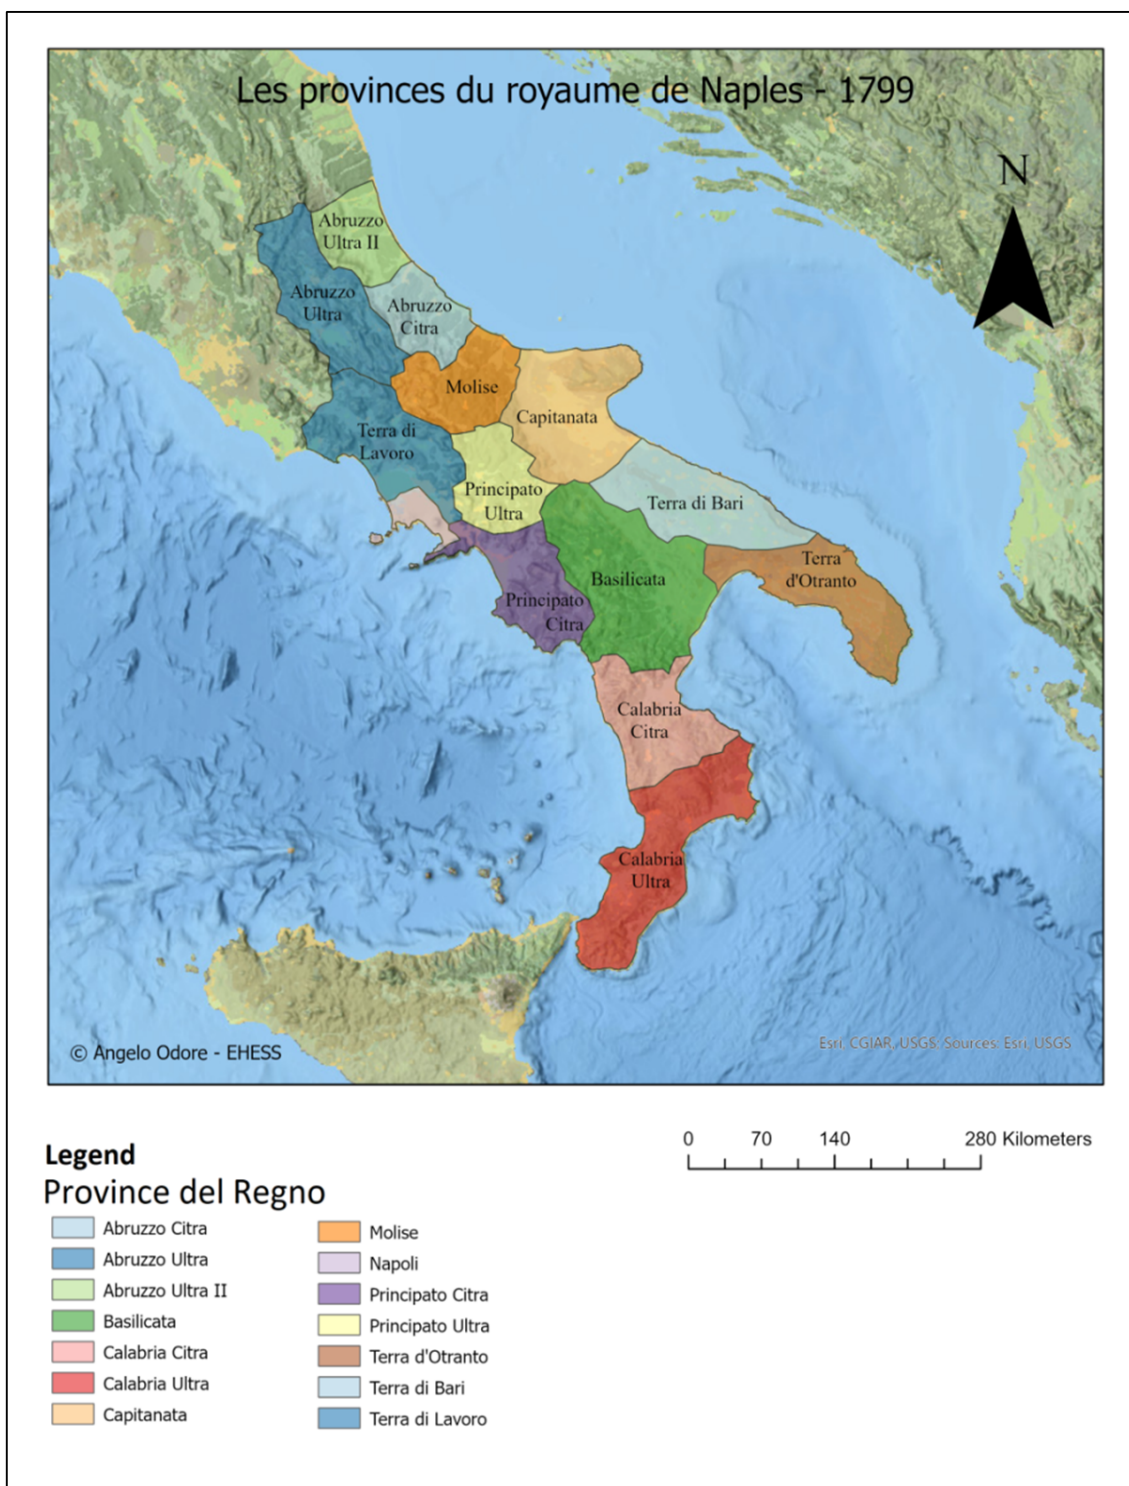 Les provinces du royaume de Naples - 1799
N
Abruzzo
Ultra II
Abruzzo
Ultra
Abruzzo
Citra
Molise
Capitanata
Terra di
Lavoro
Principato
Ultra
Terra di Bari
Terra
d'Otranto
Basilicata
Principato
Citra
Calabria
Citra
Calabria
Ultra
© Angelo Odore - EHESS
Esri, CGIAR, USGS, Sources: Esri, USGS
0 70 140 280 Kilometers
Legend
Province del Regno
Abruzzo Citra
Abruzzo Ultra
Abruzzo Ultra II
Basilicata
Calabria Citra
Calabria Ultra
Capitanata
Molise
Napoli
Principato Citra
Principato Ultra
Terra d'Otranto
Terra di Bari
Terra di Lavoro